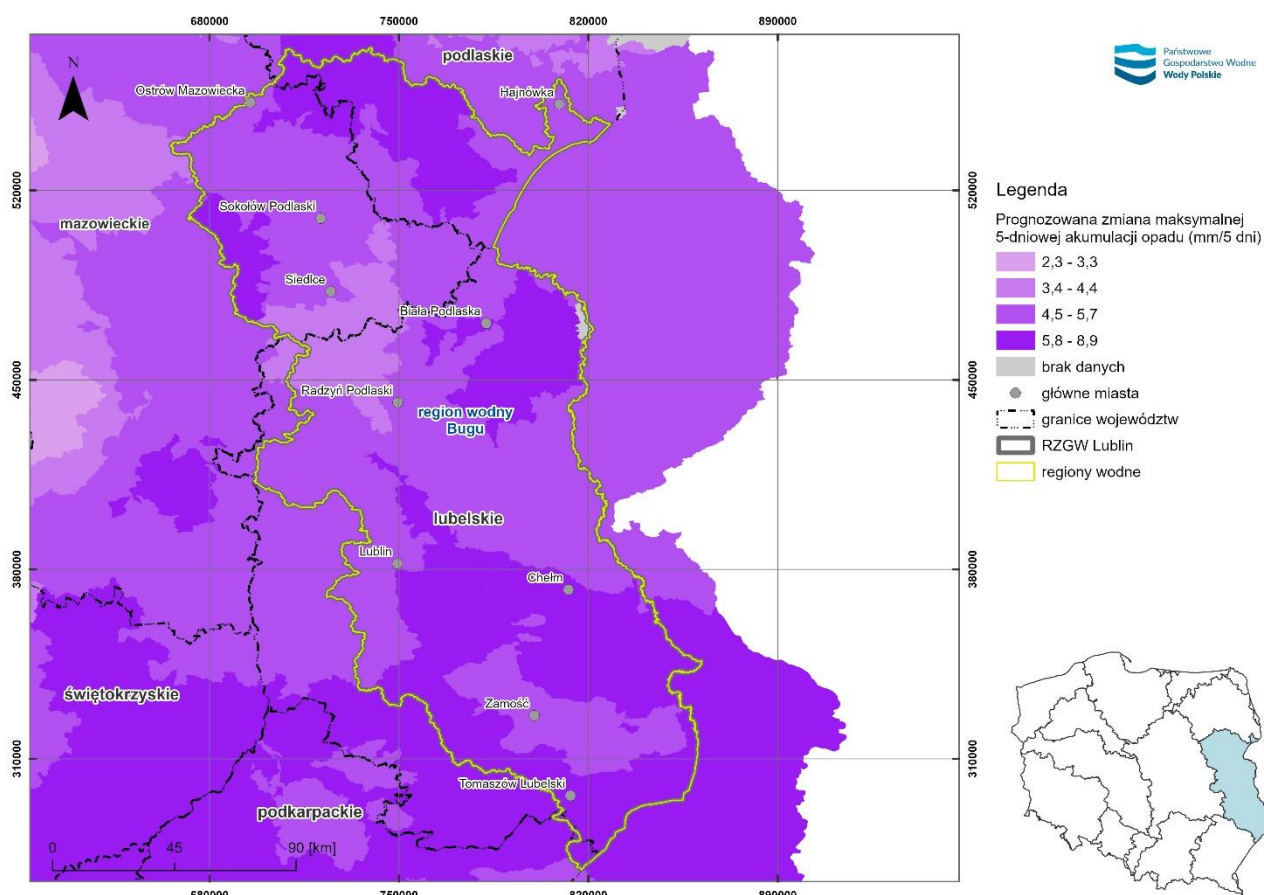 680000 750000 820000 890000
podlaskie
N
Ostrów Mazowiecka
Hajnówka
520000 520000
Sokołów Podlaski
mazowieckie
Siedlce
Biała Podlaska
450000 450000
Radzyń Podlaski
region wodny
Bugu
lubelskie
Lublin
380000 380000
Chełm
świętokrzyskie
Zamość
310000 310000
Tomaszów Lubelski
podkarpackie
0 45 90 [km]
680000 750000 820000 890000
Państwowe
Gospodarstwo Wodne
Wody Polskie
Legenda
Prognozowana zmiana maksymalnej
5-dniowej akumulacji opadu (mm/5 dni)
2,3 - 3,3
3,4 - 4,4
4,5 - 5,7
5,8 - 8,9
brak danych
główne miasta
granice województw
RZGW Lublin
regiony wodne